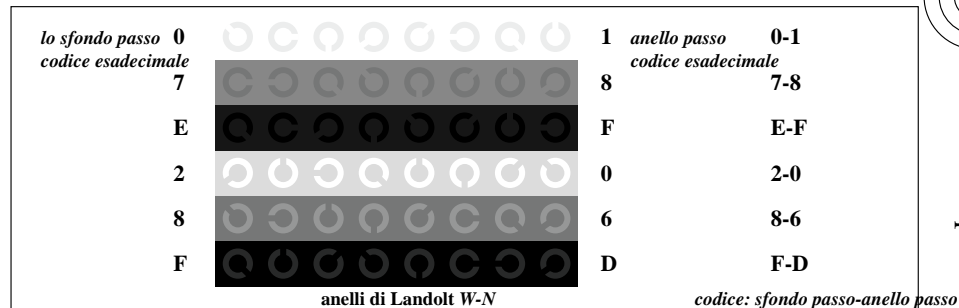 lo sfondo passo 0 1 anello passo 0-1
codice esadecimale codice esadecimale
7 8 7-8
E F E-F
2 0 2-0
8 6 8-6
F D F-D
anelli di Landolt W-N codice: sfondo passo-anello passo